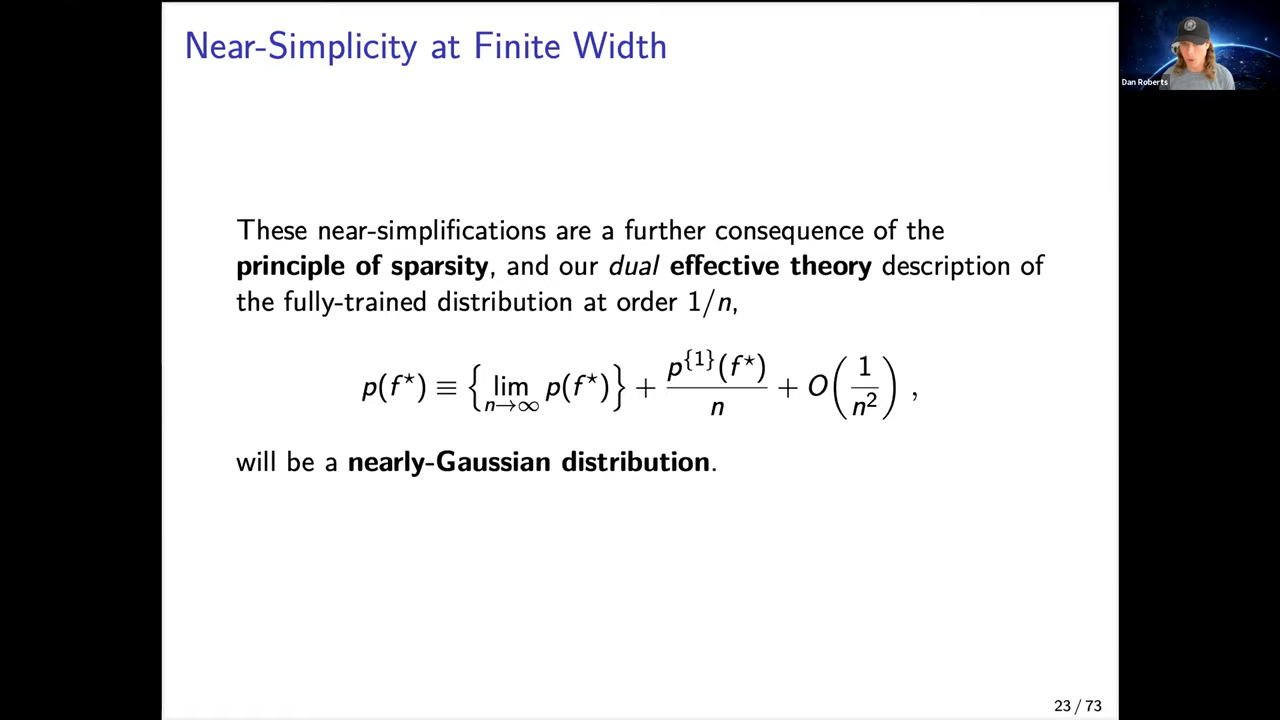 Near-Simplicity at Finite Width
Dan Roberts
These near-simplifications are a further consequence of the
principle of sparsity, and our dual effective theory description of
the fully-trained distribution at order 1/n,
p(f⋆) ≡ {lim_{n→∞} p(f⋆)} + p^{1}(f⋆)/n + O(1/n²) ,
will be a nearly-Gaussian distribution.
23 / 73